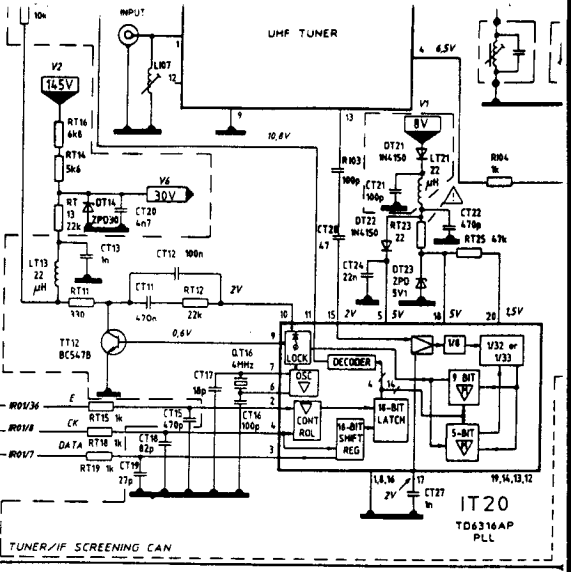 10k
INPUT
1
UHF TUNER
4
6,5V
L107
12
9
13
V2
145V
10,8V
V1
8V
RT16
6k8
RT14
5k6
R103
100p
DT21
1N4150
LT21
22
µH
R104
1k
V6
30V
CT21
100p
RT
13
22k
DT14
ZPD30
CT20
4n7
CT28
47
DT22
1N4150
RT23
22
CT22
470p
RT25 47k
CT13
1n
CT12 100n
LT13
22
µH
CT24
22n
DT23
ZPD
5V1
RT11
330
CT11
470n
RT12
22k
2V
10
11
15
2V
5
5V
18
5V
20
1,5V
TT12
BC547B
0,6V
9
LOCK
1/8
1/32 or
1/33
QT16
4MHz
7
OSC
DECODER
CT17
18p
6
4
14
9 BIT
CT16
100p
2
CONT
ROL
18-BIT
LATCH
IR01/36
E
RT15 1k
CT15
470p
IR01/8
CK
RT18 1k
CT18
82p
4
18-BIT
SHIFT
REG
5-BIT
IR01/7
DATA
RT19 1k
CT19
27p
3
1,8,16
17
19,14,13,12
2V
CT27
1n
IT20
TD6316AP
PLL
TUNER/IF SCREENING CAN